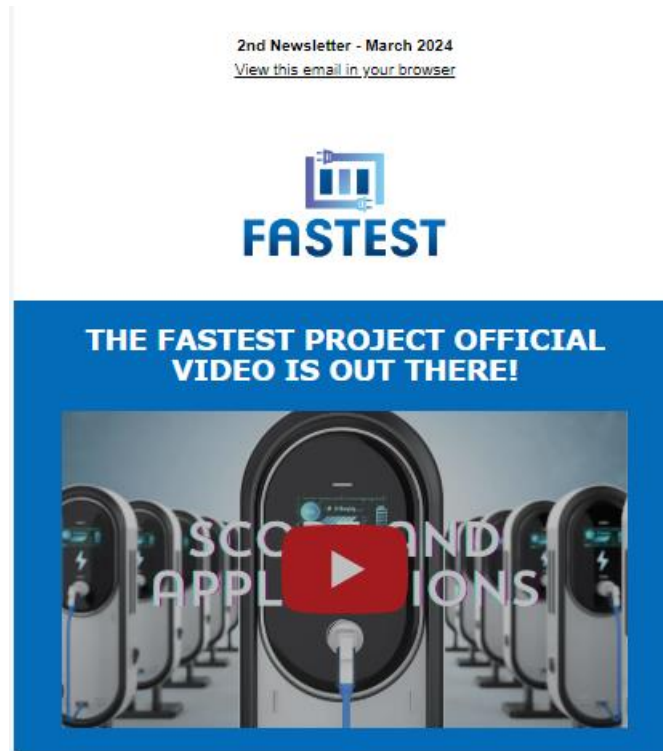 2nd Newsletter - March 2024
View this email in your browser
FASTEST
THE FASTEST PROJECT OFFICIAL
VIDEO IS OUT THERE!
AND